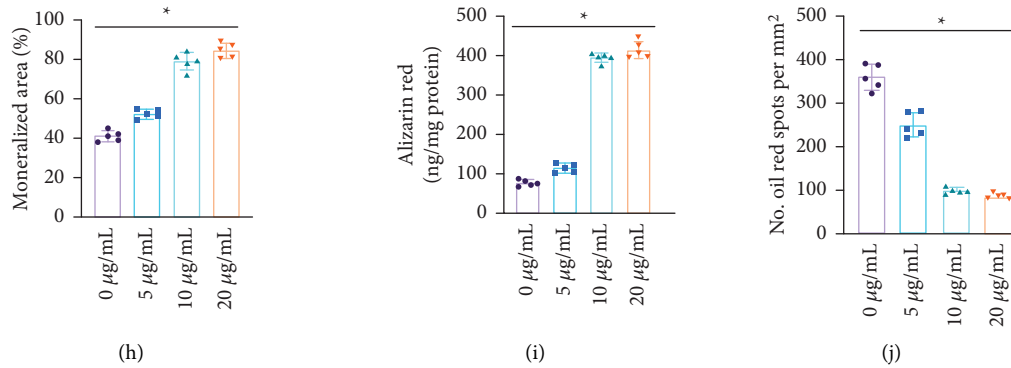 Moneralized area (%)
100
80
60
40
20
0
*
0 µg/mL
5 µg/mL
10 µg/mL
20 µg/mL
(h)
Alizarin red
(ng/mg protein)
500
400
300
200
100
0
*
0 µg/mL
5 µg/mL
10 µg/mL
20 µg/mL
(i)
No. oil red spots per mm²
500
400
300
200
100
0
*
0 µg/mL
5 µg/mL
10 µg/mL
20 µg/mL
(j)